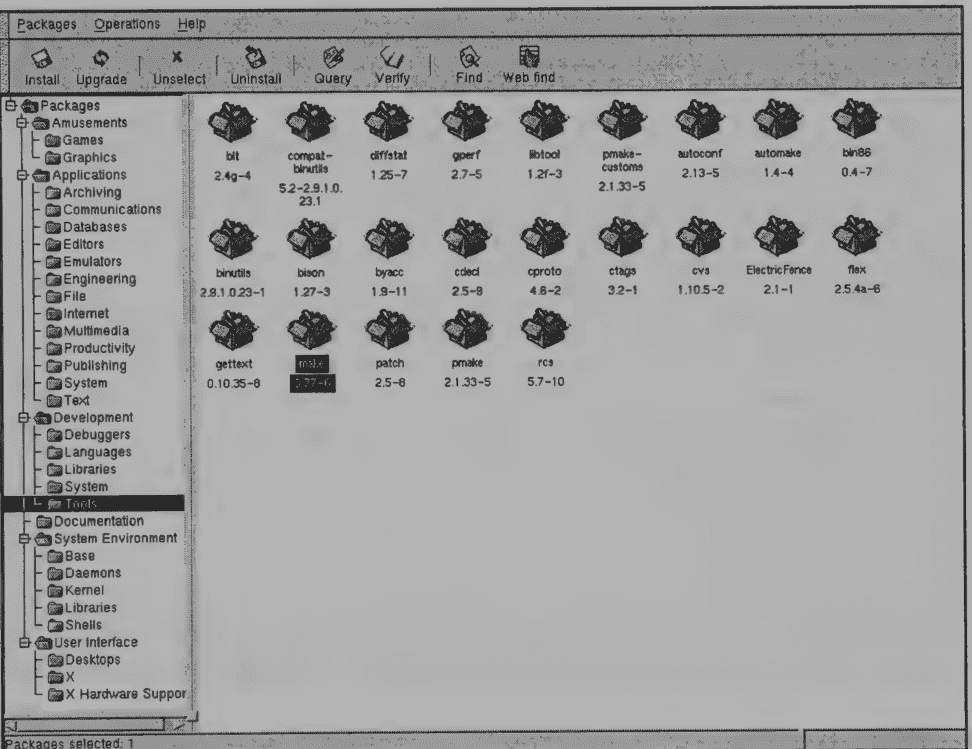 Packages Operations Help
Install Upgrade Unselect Uninstall Query Verify Find Web find
Packages
Amusements
Games
Graphics
Applications
Archiving
Communications
Databases
Editors
Emulators
Engineering
File
Internet
Multimedia
Productivity
Publishing
System
Text
Development
Debuggers
Languages
Libraries
System
Tools
Documentation
System Environment
Base
Daemons
Kernel
Libraries
Shells
User Interface
Desktops
X
X Hardware Suppor
blt compat- diffstat gperf libtool pmake- autoconf automake bin86
binutils customs
2.4g-4 5.2-2.9.1.0. 1.25-7 2.7-5 1.2f-3 2.1.33-5 2.13-5 1.4-4 0.4-7
23.1
binutils bison byacc cdecl cproto ctags cvs ElectricFence flex
2.9.1.0.23-1 1.27-3 1.9-11 2.5-9 4.6-2 3.2-1 1.10.5-2 2.1-1 2.5.4a-6
gettext make patch pmake rcs
0.10.35-8 2.5-8 2.1.33-5 5.7-10
Packages selected: 1